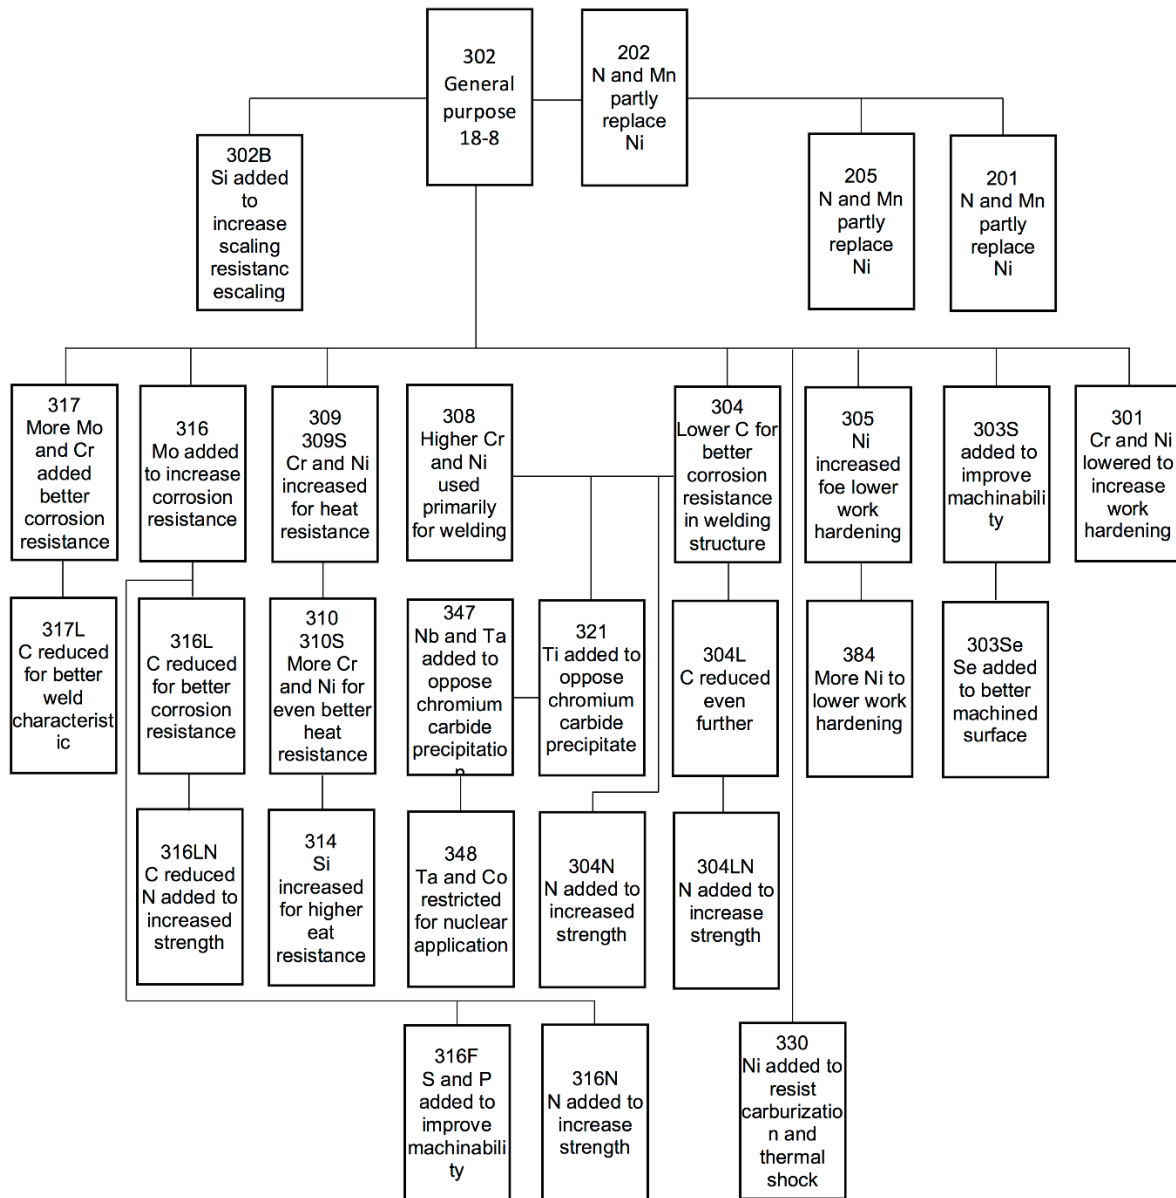 302
General
purpose
18-8
202
N and Mn
partly
replace
Ni
302B
Si added
to
increase
scaling
resistanc
escaling
205
N and Mn
partly
replace
Ni
201
N and Mn
partly
replace
Ni
317
More Mo
and Cr
added
better
corrosion
resistance
316
Mo added
to increase
corrosion
resistance
309
309S
Cr and Ni
increased
for heat
resistance
308
Higher Cr
and Ni
used
primarily
for welding
304
Lower C for
better
corrosion
resistance
in welding
structure
305
Ni
increased
foe lower
work
hardening
303S
added to
improve
machinabili
ty
301
Cr and Ni
lowered to
increase
work
hardening
317L
C reduced
for better
weld
characterist
ic
316L
C reduced
for better
corrosion
resistance
310
310S
More Cr
and Ni for
even better
heat
resistance
347
Nb and Ta
added to
oppose
chromium
carbide
precipitatio
n
321
Ti added to
oppose
chromium
carbide
precipitate
304L
C reduced
even
further
384
More Ni to
lower work
hardening
303Se
Se added
to better
machined
surface
316LN
C reduced
N added to
increased
strength
314
Si
increased
for higher
eat
resistance
348
Ta and Co
restricted
for nuclear
application
304N
N added to
increased
strength
304LN
N added to
increase
strength
316F
S and P
added to
improve
machinabili
ty
316N
N added to
increase
strength
330
Ni added to
resist
carburizatio
n and
thermal
shock